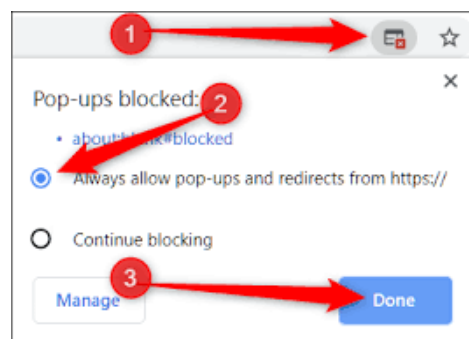 1
Pop-ups blocked:
2
about:blank#blocked
Always allow pop-ups and redirects from https://
Continue blocking
3
Manage
Done